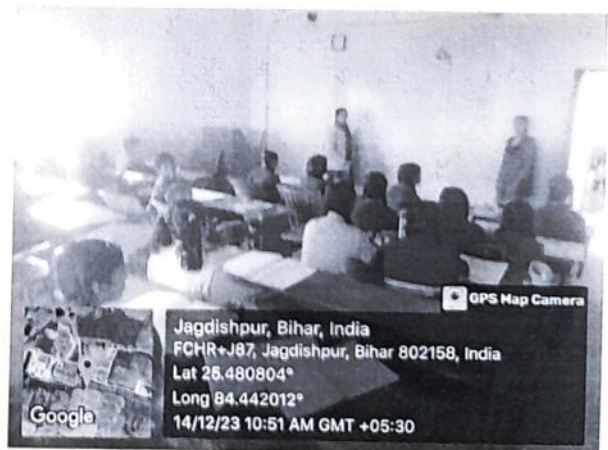 GPS Map Camera
Jagdishpur, Bihar, India
FCHR+J87, Jagdishpur, Bihar 802158, India
Lat 25.480804°
Long 84.442012°
14/12/23 10:51 AM GMT +05:30
Google